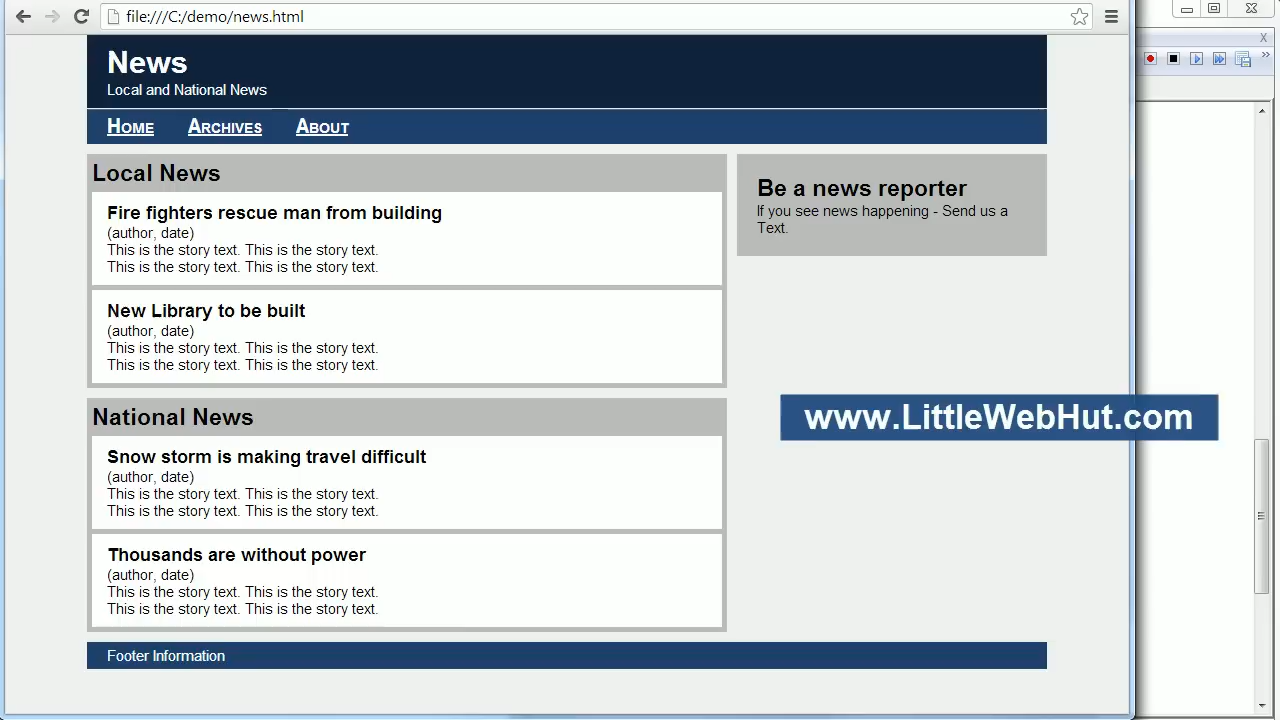 file:///C:/demo/news.html
News
Local and National News
Home Archives About
Local News
Fire fighters rescue man from building
(author, date)
This is the story text. This is the story text.
This is the story text. This is the story text.
New Library to be built
(author, date)
This is the story text. This is the story text.
This is the story text. This is the story text.
National News
Snow storm is making travel difficult
(author, date)
This is the story text. This is the story text.
This is the story text. This is the story text.
Thousands are without power
(author, date)
This is the story text. This is the story text.
This is the story text. This is the story text.
Be a news reporter
If you see news happening - Send us a
Text.
www.LittleWebHut.com
Footer Information